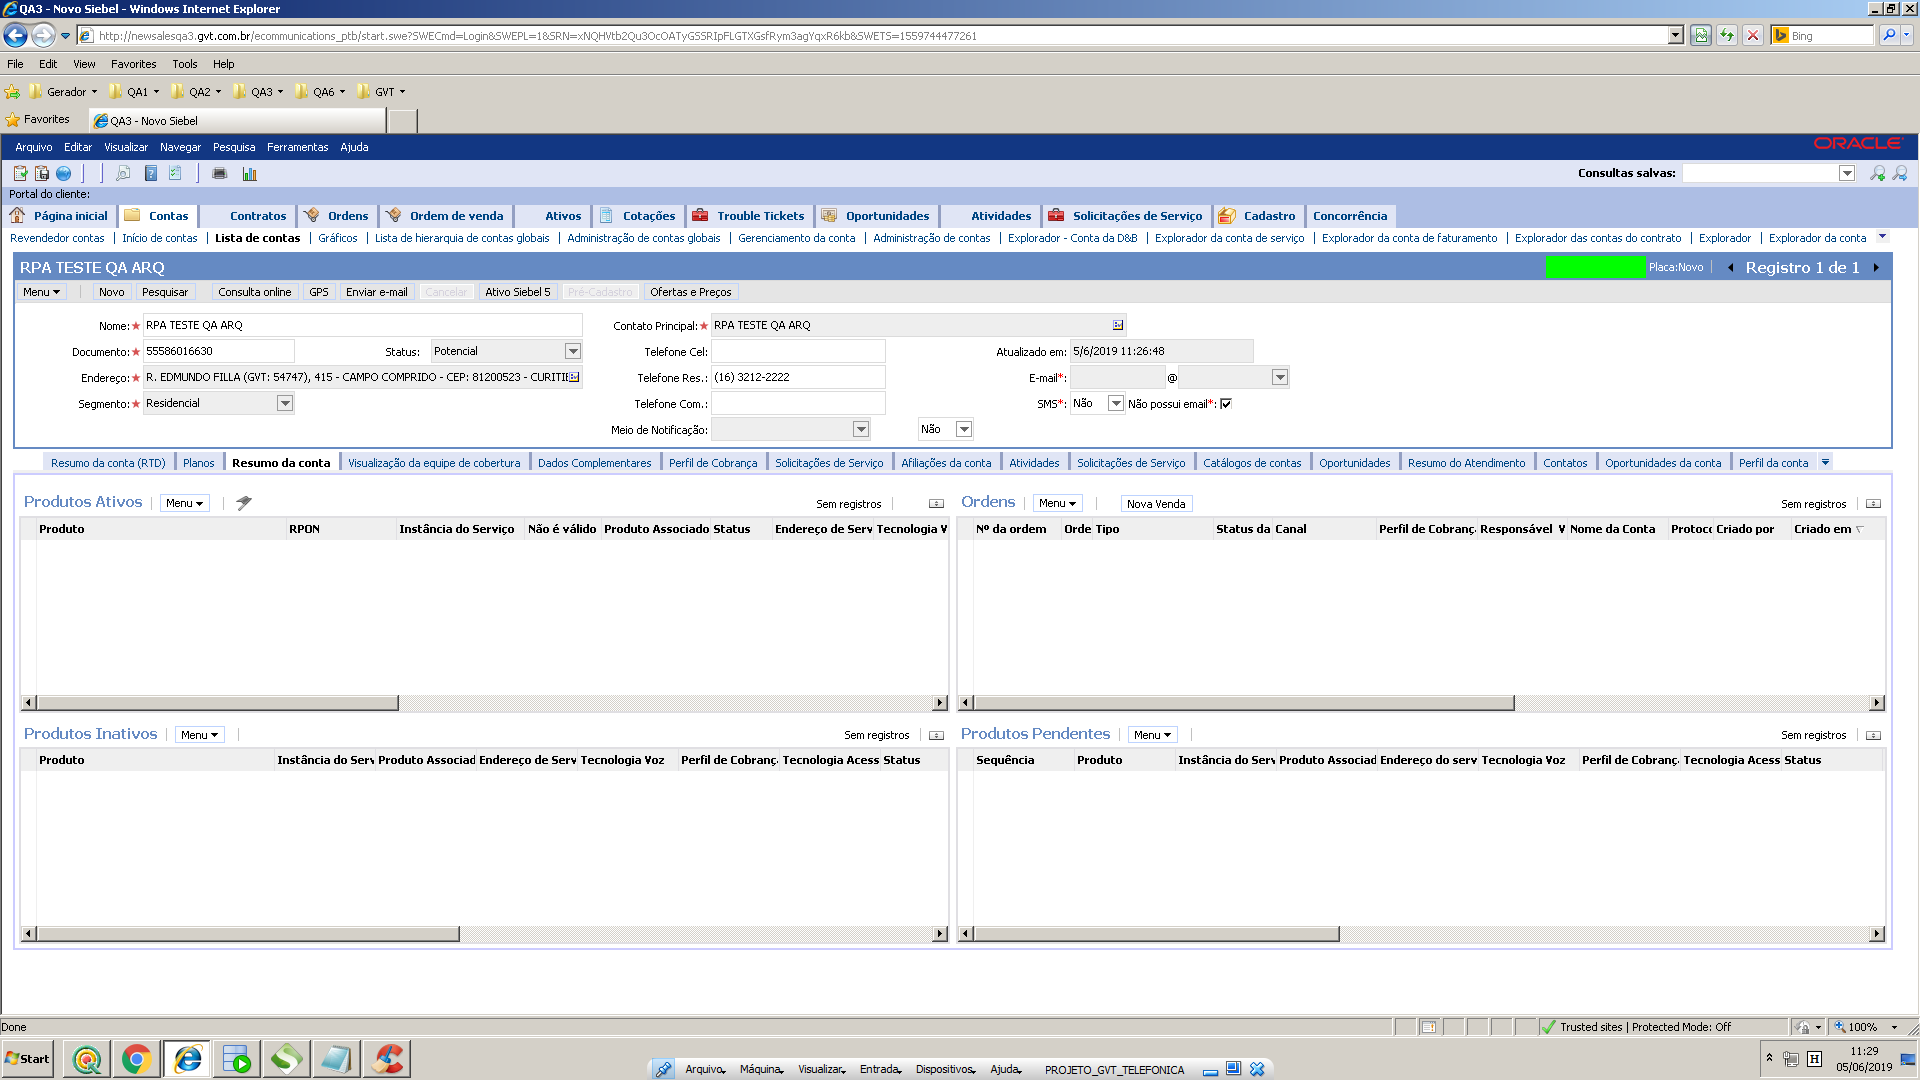 QA3 - Novo Siebel - Windows Internet Explorer
http://newsalesqa3.gvt.com.br/ecommunications_ptb/start.swe?SWECmd=Login&SWEPL=1&SRN=xNQHVtb2Qu3OcOATyGSSRIpFLGTXGsfRym3agYqxR6kb&SWETS=1559744477261
Bing
File Edit View Favorites Tools Help
Gerador QA1 QA2 QA3 QA6 GVT
Favorites QA3 - Novo Siebel
Arquivo Editar Visualizar Navegar Pesquisa Ferramentas Ajuda ORACLE
Consultas salvas:
Portal do cliente:
Página inicial Contas Contratos Ordens Ordem de venda Ativos Cotações Trouble Tickets Oportunidades Atividades Solicitações de Serviço Cadastro Concorrência
Revendedor contas Início de contas Lista de contas Gráficos Lista de hierarquia de contas globais Administração de contas globais Gerenciamento da conta Administração de contas Explorador - Conta da D&B Explorador da conta de serviço Explorador da conta de faturamento Explorador das contas do contrato Explorador Explorador da conta
RPA TESTE QA ARQ Placa:Novo Registro 1 de 1
Menu Novo Pesquisar Consulta online GPS Enviar e-mail Cancelar Ativo Siebel 5 Pré-Cadastro Ofertas e Preços
Nome: RPA TESTE QA ARQ Contato Principal: RPA TESTE QA ARQ
Documento: 55586016630 Status: Potencial Telefone Cel: Atualizado em: 5/6/2019 11:26:48
Endereço: R. EDMUNDO FILLA (GVT: 54747), 415 - CAMPO COMPRIDO - CEP: 81200523 - CURITI Telefone Res.: (16) 3212-2222 E-mail*: @
Segmento: Residencial Telefone Com.: SMS*: Não Não possui email*:
Meio de Notificação: Não
Resumo da conta (RTD) Planos Resumo da conta Visualização da equipe de cobertura Dados Complementares Perfil de Cobrança Solicitações de Serviço Afiliações da conta Atividades Solicitações de Serviço Catálogos de contas Oportunidades Resumo do Atendimento Contatos Oportunidades da conta Perfil da conta
Produtos Ativos Menu Sem registros Ordens Menu Nova Venda Sem registros
Produto RPON Instância do Serviço Não é válido Produto Associado Status Endereço de Serv Tecnologia V Nº da ordem Orde Tipo Status da Canal Perfil de Cobranç Responsável V Nome da Conta Protoco Criado por Criado em
Produtos Inativos Menu Sem registros Produtos Pendentes Menu Sem registros
Produto Instância do Serv Produto Associad Endereço de Serv Tecnologia Voz Perfil de Cobranç Tecnologia Acess Status Sequência Produto Instância do Serv Produto Associad Endereço do serv Tecnologia Voz Perfil de Cobranç Tecnologia Acess Status
Done Trusted sites | Protected Mode: Off 100%
Start Arquivo Máquina Visualizar Entrada Dispositivos Ajuda PROJETO_GVT_TELEFONICA H 11:29
05/06/2019